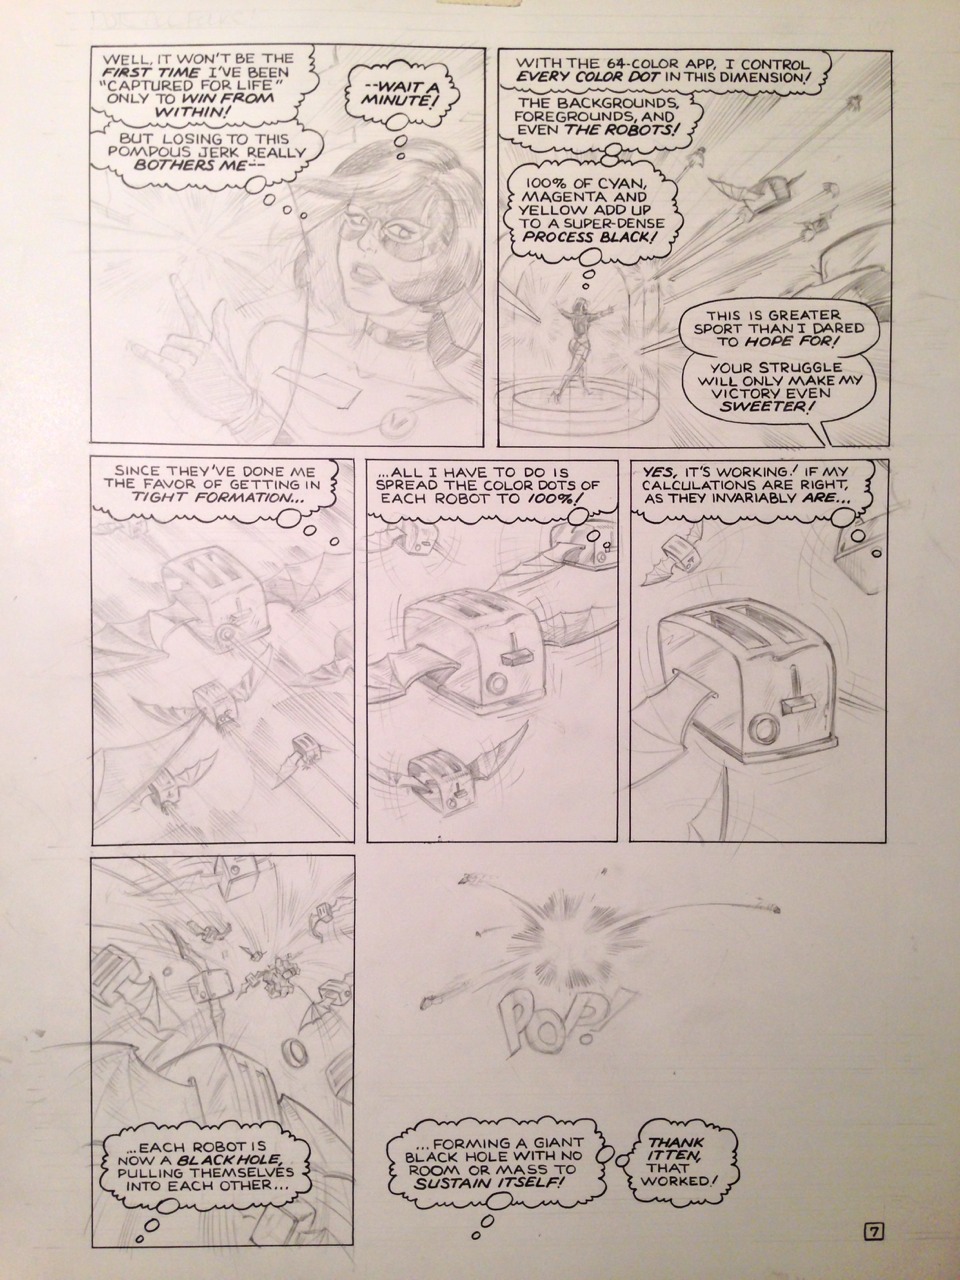 WELL, IT WON'T BE THE
FIRST TIME I'VE BEEN
"CAPTURED FOR LIFE"
ONLY TO WIN FROM
WITHIN!
BUT LOSING TO THIS
POMPOUS JERK REALLY
BOTHERS ME--
--WAIT A
MINUTE!
V
WITH THE 64-COLOR APP, I CONTROL
EVERY COLOR DOT IN THIS DIMENSION!
THE BACKGROUNDS,
FOREGROUNDS, AND
EVEN THE ROBOTS!
100% OF CYAN,
MAGENTA AND
YELLOW ADD UP
TO A SUPER-DENSE
PROCESS BLACK!
THIS IS GREATER
SPORT THAN I DARED
TO HOPE FOR!
YOUR STRUGGLE
WILL ONLY MAKE MY
VICTORY EVEN
SWEETER!
SINCE THEY'VE DONE ME
THE FAVOR OF GETTING IN
TIGHT FORMATION...
...ALL I HAVE TO DO IS
SPREAD THE COLOR DOTS OF
EACH ROBOT TO 100%!
YES, IT'S WORKING! IF MY
CALCULATIONS ARE RIGHT,
AS THEY INVARIABLY ARE...
...EACH ROBOT IS
NOW A BLACK HOLE,
PULLING THEMSELVES
INTO EACH OTHER...
POP!
...FORMING A GIANT
BLACK HOLE WITH NO
ROOM OR MASS TO
SUSTAIN ITSELF!
THANK
ITTEN,
THAT
WORKED!
7